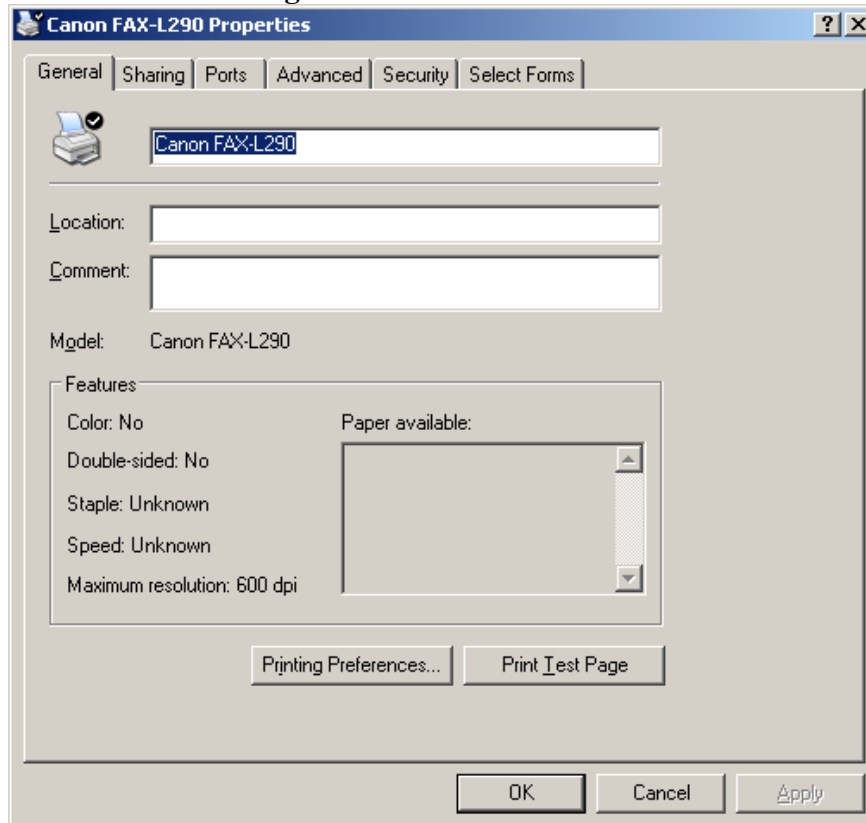 Canon FAX-L290 Properties
General Sharing Ports Advanced Security Select Forms
Canon FAX-L290
Location:
Comment:
Model: Canon FAX-L290
Features
Color: No Paper available:
Double-sided: No
Staple: Unknown
Speed: Unknown
Maximum resolution: 600 dpi
Printing Preferences... Print Test Page
OK Cancel Apply